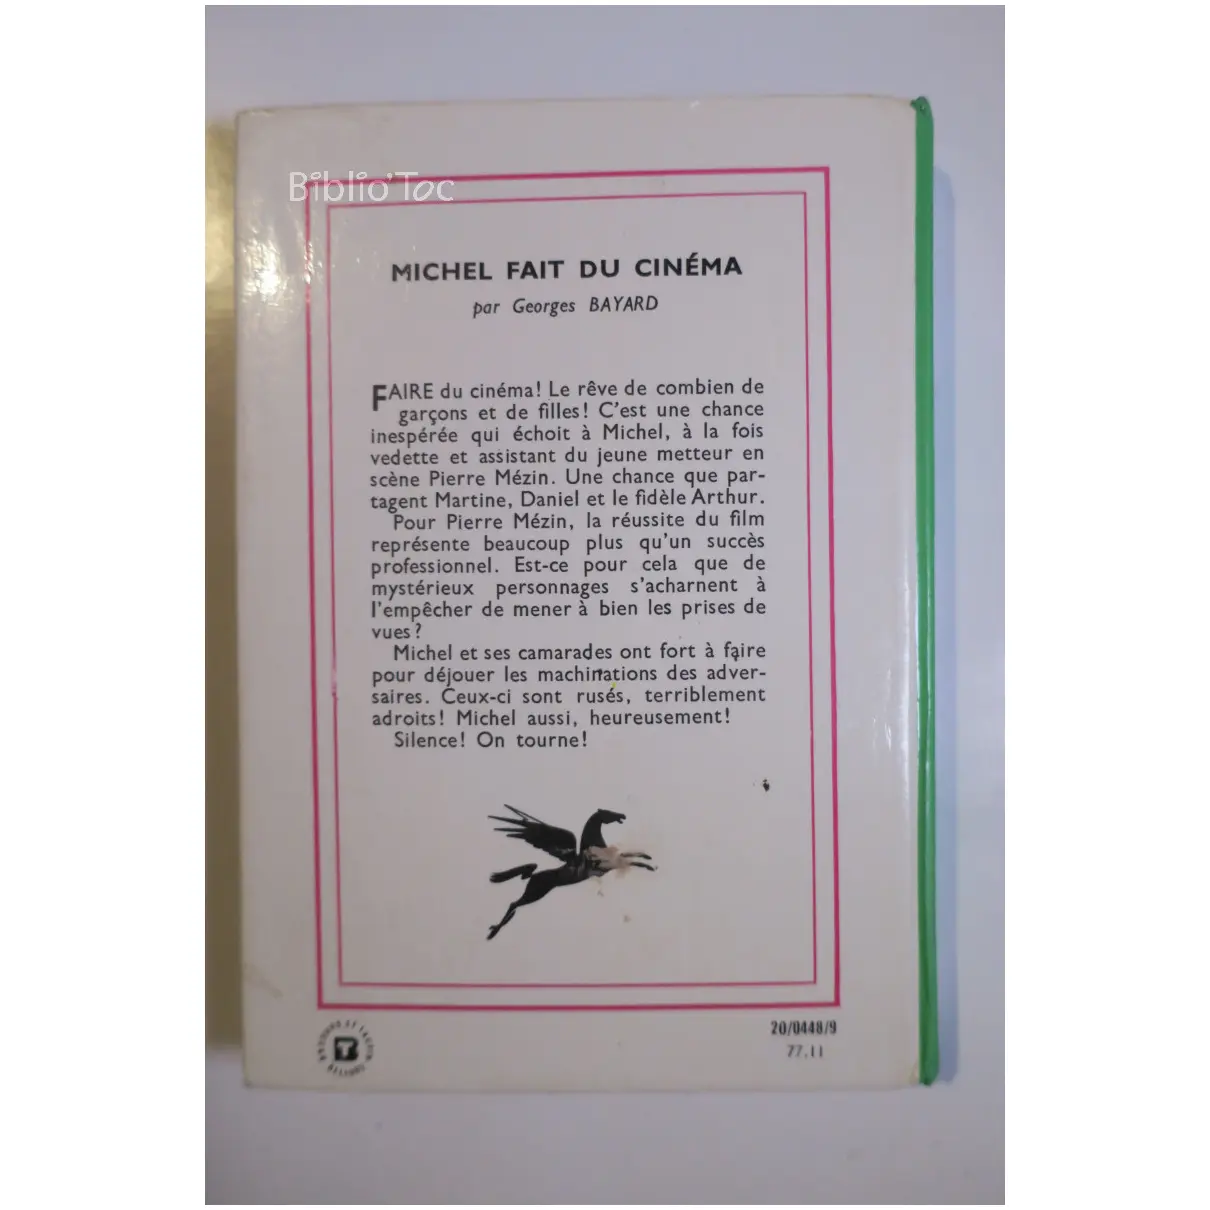 Biblio'Toc
MICHEL FAIT DU CINÉMA
par Georges BAYARD
FAIRE du cinéma! Le rêve de combien de
garçons et de filles! C'est une chance
inespérée qui échoit à Michel, à la fois
vedette et assistant du jeune metteur en
scène Pierre Mézin. Une chance que par-
tagent Martine, Daniel et le fidèle Arthur.
Pour Pierre Mézin, la réussite du film
représente beaucoup plus qu'un succès
professionnel. Est-ce pour cela que de
mystérieux personnages s'acharnent à
l'empêcher de mener à bien les prises de
vues?
Michel et ses camarades ont fort à faire
pour déjouer les machinations des adver-
saires. Ceux-ci sont rusés, terriblement
adroits! Michel aussi, heureusement!
Silence! On tourne!
20/0448/9
77.11